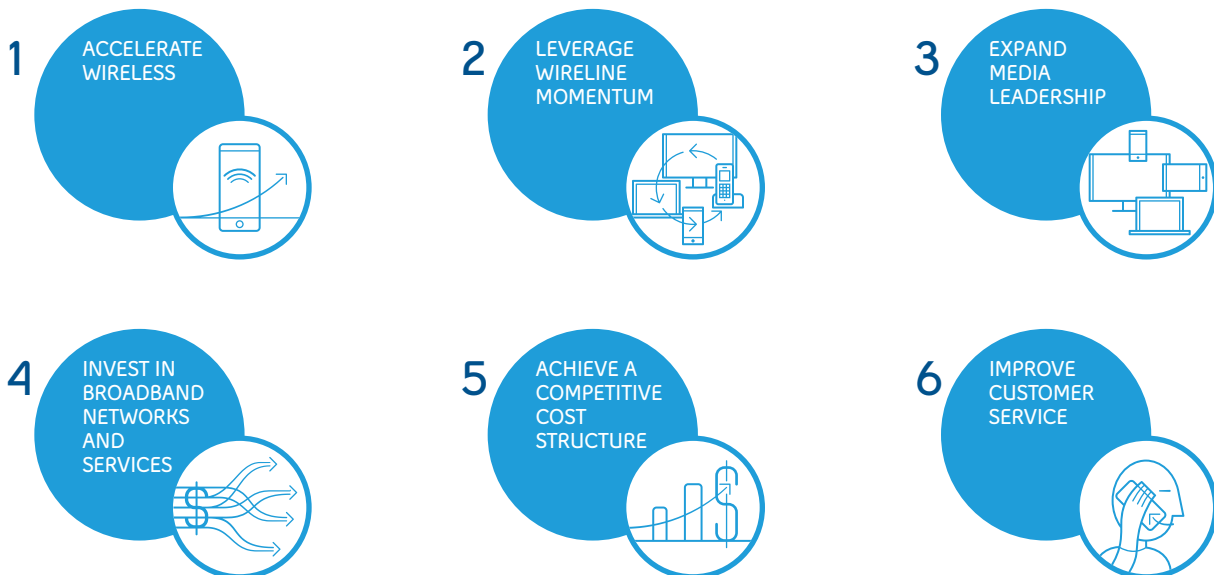 1
ACCELERATE
WIRELESS
2
LEVERAGE
WIRELINE
MOMENTUM
3
EXPAND
MEDIA
LEADERSHIP
4
INVEST IN
BROADBAND
NETWORKS
AND
SERVICES
5
ACHIEVE A
COMPETITIVE
COST
STRUCTURE
6
IMPROVE
CUSTOMER
SERVICE